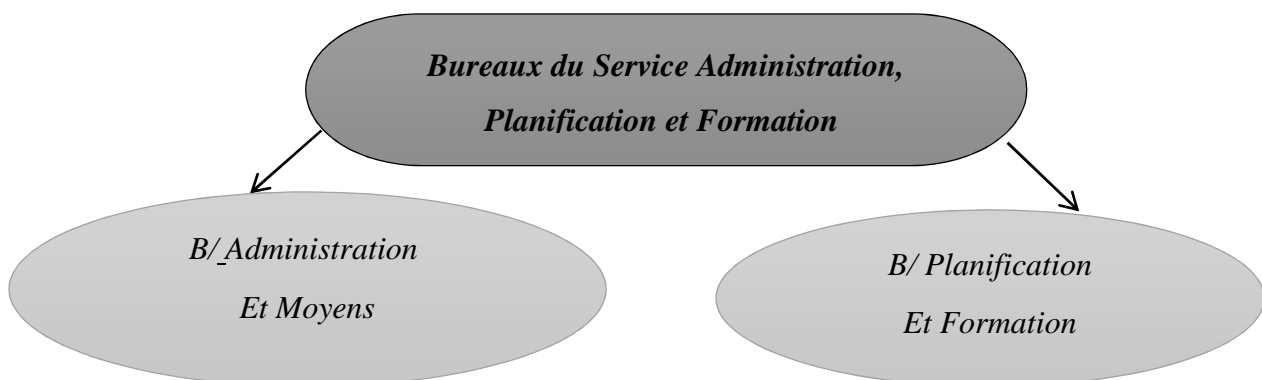 Bureaux du Service Administration,
Planification et Formation
B/ Administration
Et Moyens
B/ Planification
Et Formation